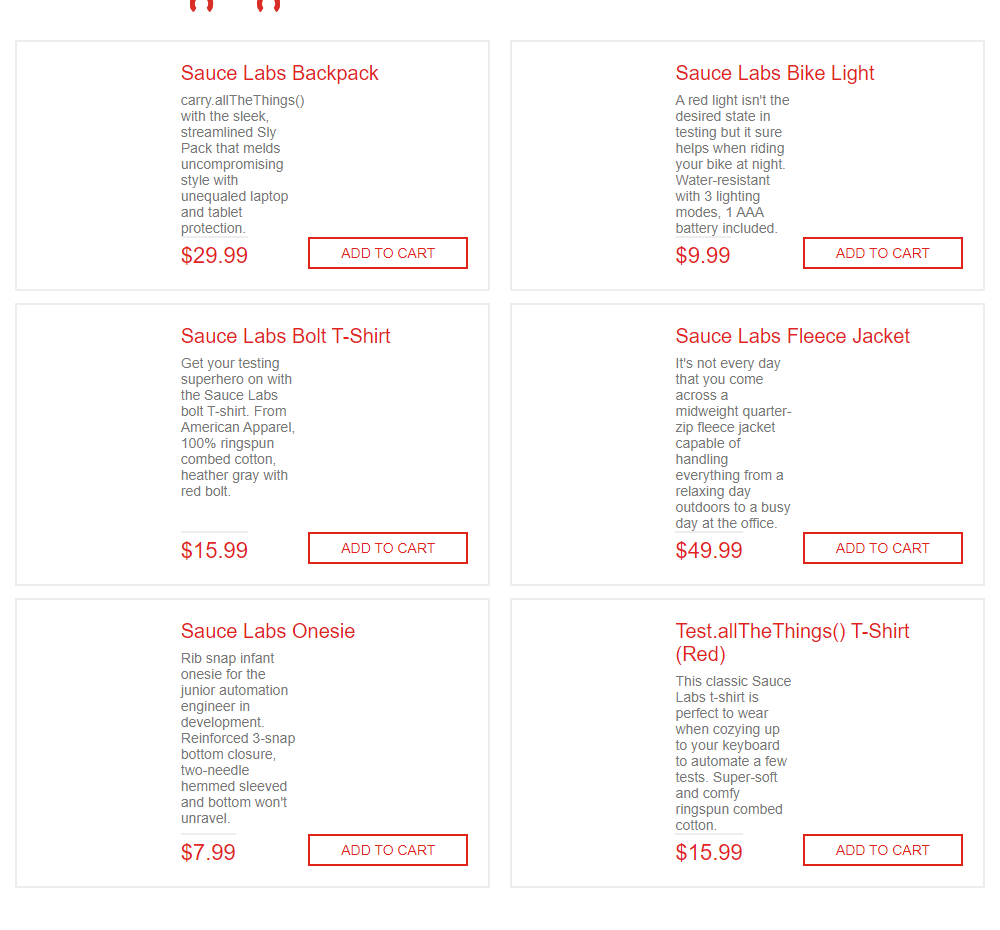 Sauce Labs Backpack
carry.allTheThings()
with the sleek,
streamlined Sly
Pack that melds
uncompromising
style with
unequaled laptop
and tablet
protection.
$29.99
ADD TO CART
Sauce Labs Bike Light
A red light isn't the
desired state in
testing but it sure
helps when riding
your bike at night.
Water-resistant
with 3 lighting
modes, 1 AAA
battery included.
$9.99
ADD TO CART
Sauce Labs Bolt T-Shirt
Get your testing
superhero on with
the Sauce Labs
bolt T-shirt. From
American Apparel,
100% ringspun
combed cotton,
heather gray with
red bolt.
$15.99
ADD TO CART
Sauce Labs Fleece Jacket
It's not every day
that you come
across a
midweight quarter-
zip fleece jacket
capable of
handling
everything from a
relaxing day
outdoors to a busy
day at the office.
$49.99
ADD TO CART
Sauce Labs Onesie
Rib snap infant
onesie for the
junior automation
engineer in
development.
Reinforced 3-snap
bottom closure,
two-needle
hemmed sleeved
and bottom won't
unravel.
$7.99
ADD TO CART
Test.allTheThings() T-Shirt
(Red)
This classic Sauce
Labs t-shirt is
perfect to wear
when cozying up
to your keyboard
to automate a few
tests. Super-soft
and comfy
ringspun combed
cotton.
$15.99
ADD TO CART